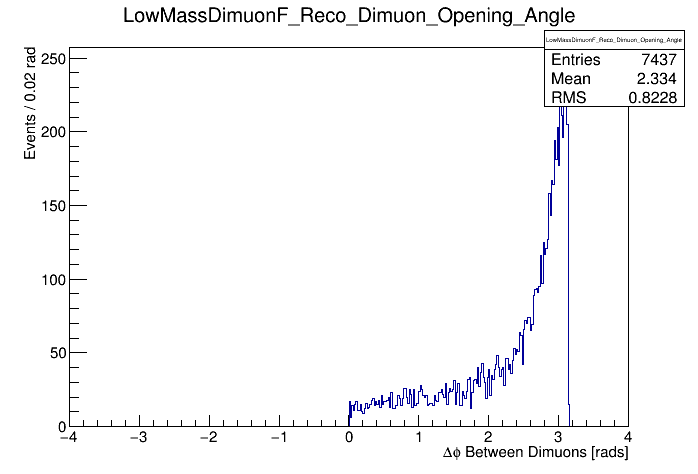 LowMassDimuonF_Reco_Dimuon_Opening_Angle
LowMassDimuonF_Reco_Dimuon_Opening_Angle
Entries 7437
Mean 2.334
RMS 0.8228
Events / 0.02 rad
250
200
150
100
50
0
−4 −3 −2 −1 0 1 2 3 4
Δϕ Between Dimuons [rads]